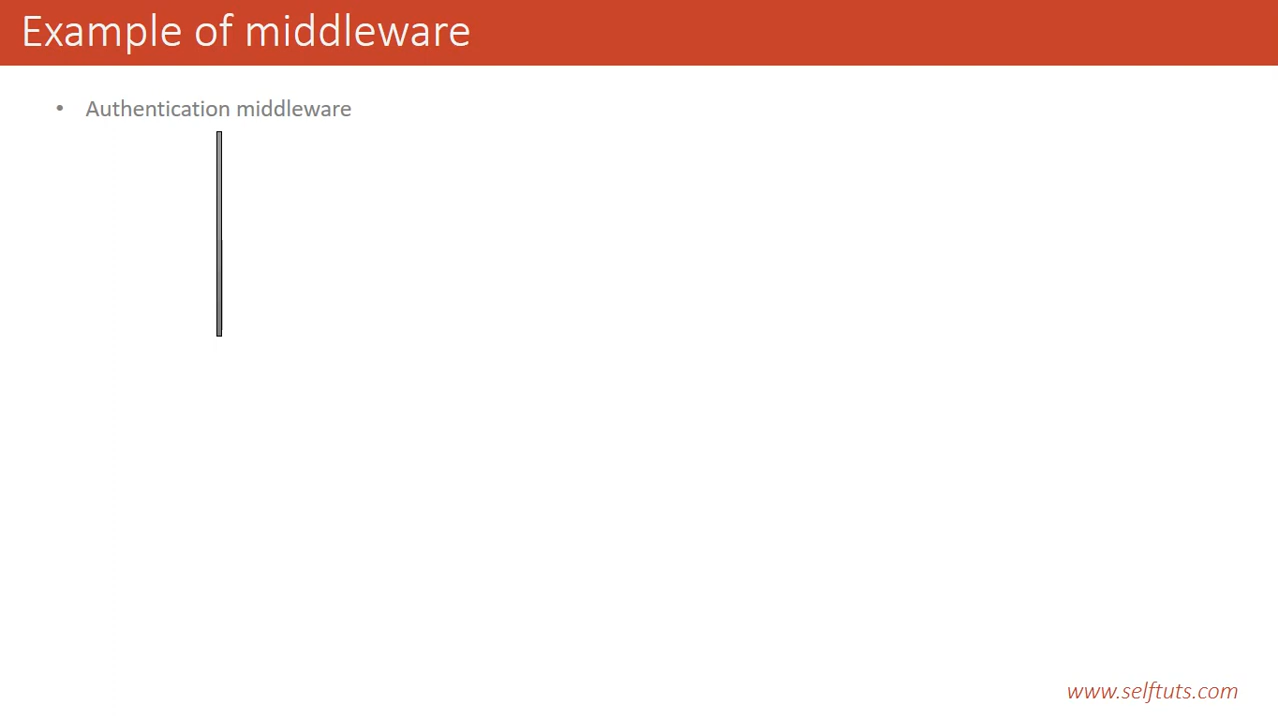 Example of middleware
• Authentication middleware
www.selftuts.com